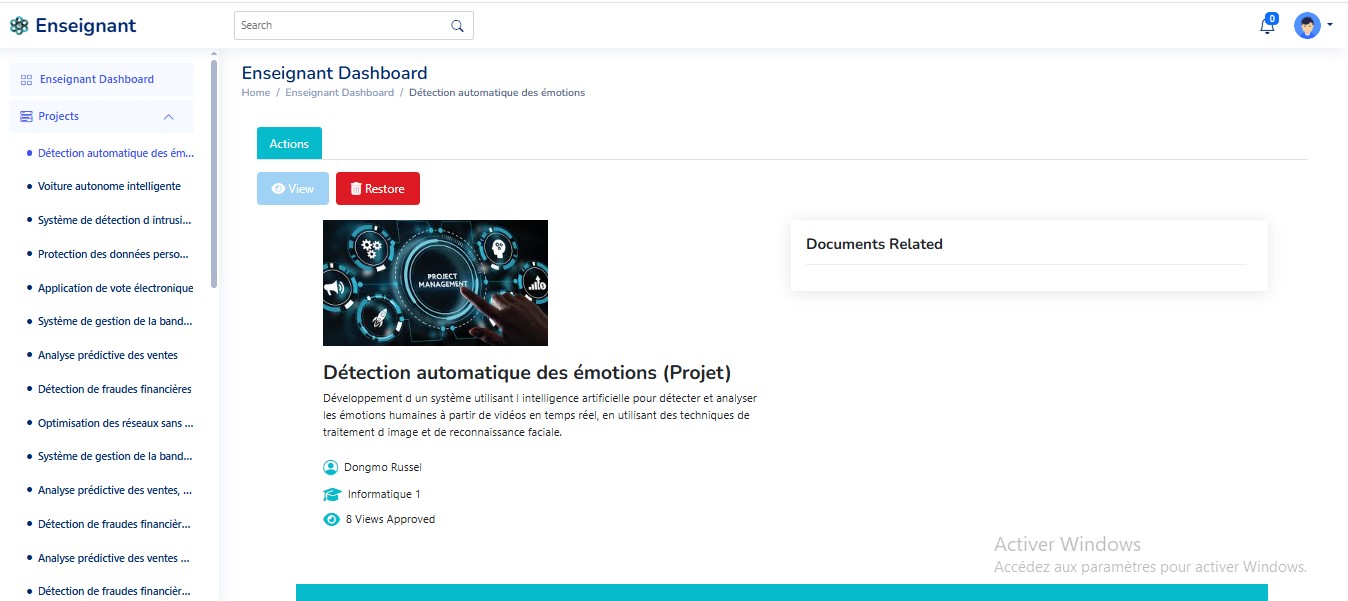 Enseignant
Search
0
Enseignant Dashboard
Projects
Détection automatique des ém...
Voiture autonome intelligente
Système de détection d intrusi...
Protection des données perso...
Application de vote électronique
Système de gestion de la band...
Analyse prédictive des ventes
Détection de fraudes financières
Optimisation des réseaux sans ...
Système de gestion de la band...
Analyse prédictive des ventes, ...
Détection de fraudes financièr...
Analyse prédictive des ventes ...
Détection de fraudes financièr...
Enseignant Dashboard
Home / Enseignant Dashboard / Détection automatique des émotions
Actions
View
Restore
PROJECT
MANAGEMENT
Détection automatique des émotions (Projet)
Développement d un système utilisant l intelligence artificielle pour détecter et analyser
les émotions humaines à partir de vidéos en temps réel, en utilisant des techniques de
traitement d image et de reconnaissance faciale.
Dongmo Russel
Informatique 1
8 Views Approved
Documents Related
Activer Windows
Accédez aux paramètres pour activer Windows.